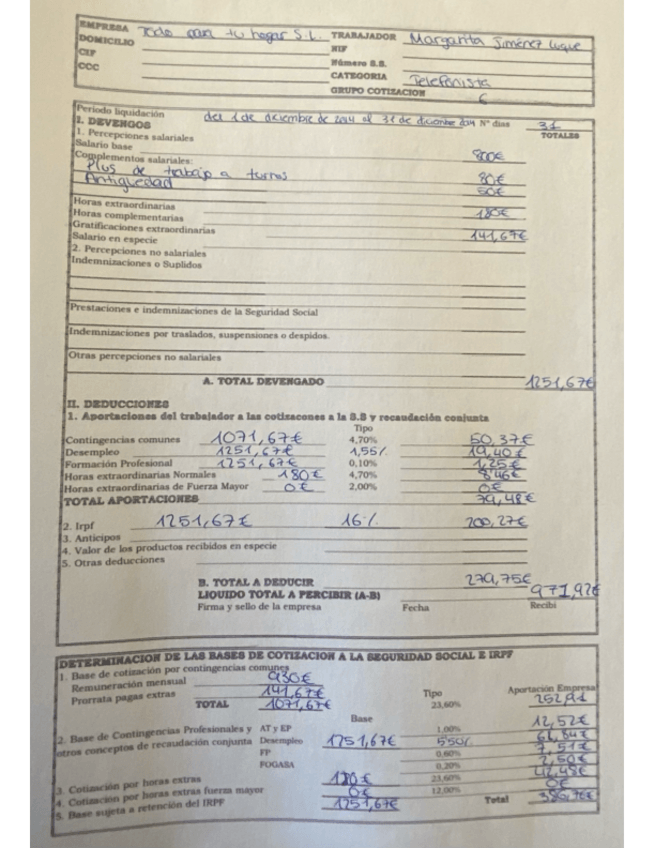 EMPRESA Todo para tu hogar S.L. TRABAJADOR Margarita Jiménez Luque
DOMICILIO NIF
CIF Número S.S.
CCC CATEGORIA Telefonista
GRUPO COTIZACION 6
Periodo liquidación del 1 de diciembre de 2014 al 31 de diciembre 2014 Nº dias 31
I. DEVENGOS TOTALES
1. Percepciones salariales
Salario base 800€
Complementos salariales:
Plus de trabajo a turnos 80€
Antigüedad 50€
Horas extraordinarias 180€
Horas complementarias
Gratificaciones extraordinarias 141,67€
Salario en especie
2. Percepciones no salariales
Indemnizaciones o Suplidos
Prestaciones e indemnizaciones de la Seguridad Social
Indemnizaciones por traslados, suspensiones o despidos.
Otras percepciones no salariales
A. TOTAL DEVENGADO 1251,67€
II. DEDUCCIONES
1. Aportaciones del trabajador a las cotizacones a la S.S y recaudación conjunta
Tipo
Contingencias comunes 1071,67€ 4,70% 50,37€
Desempleo 1251,67€ 1,55% 19,40€
Formación Profesional 1251,67€ 0,10% 1,25€
Horas extraordinarias Normales 180€ 4,70% 8,46€
Horas extraordinarias de Fuerza Mayor 0€ 2,00% 0€
TOTAL APORTACIONES 79,48€
2. Irpf 1251,67€ 16% 200,27€
3. Anticipos
4. Valor de los productos recibidos en especie
5. Otras deducciones
B. TOTAL A DEDUCIR 279,75€
LIQUIDO TOTAL A PERCIBIR (A-B) 971,92€
Firma y sello de la empresa Fecha Recibi
DETERMINACION DE LAS BASES DE COTIZACION A LA SEGURIDAD SOCIAL E IRPF
1. Base de cotización por contingencias comunes
Remuneración mensual 930€ Tipo Aportación Empresa
Prorrata pagas extras 141,67€
TOTAL 1071,67€ 23,60% 252,91
Base
2. Base de Contingencias Profesionales y AT y EP 1,00% 12,52€
otros conceptos de recaudación conjunta Desempleo 1251,67€ 5,50%
FP 0,60% 7,51€
FOGASA 0,20% 2,50€
3. Cotización por horas extras 180€ 23,60% 42,48€
4. Cotización por horas extras fuerza mayor 0€ 12,00% 0€
5. Base sujeta a retención del IRPF 1251,67€ Total